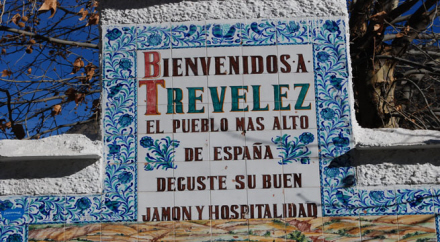 BIENVENIDOS A
TREVELEZ
EL PUEBLO MAS ALTO
DE ESPAÑA
DEGUSTE SU BUEN
JAMON Y HOSPITALIDAD